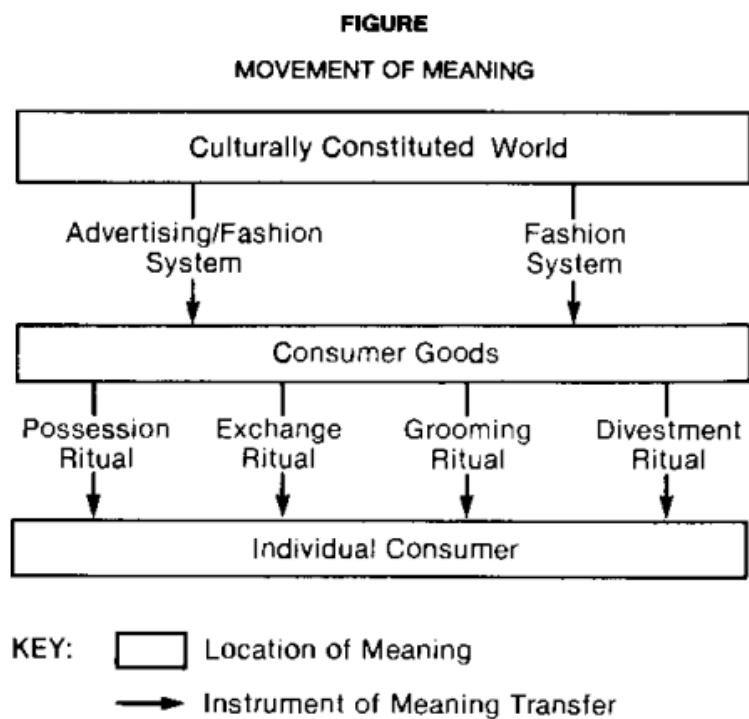 FIGURE
MOVEMENT OF MEANING
Culturally Constituted World
Advertising/Fashion
System
Fashion
System
Consumer Goods
Possession
Ritual
Exchange
Ritual
Grooming
Ritual
Divestment
Ritual
Individual Consumer
KEY:
Location of Meaning
Instrument of Meaning Transfer